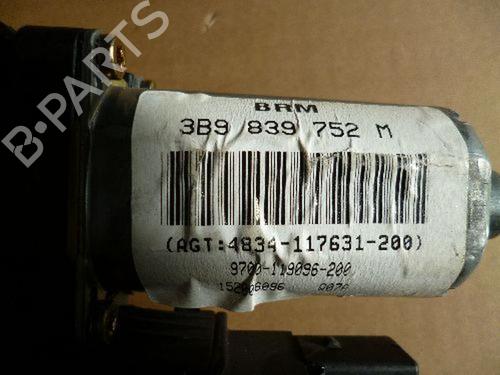 B-PARTS
BRM
3B9 839 752 M
(AGT:4834-117631-200)
9700-119096-200